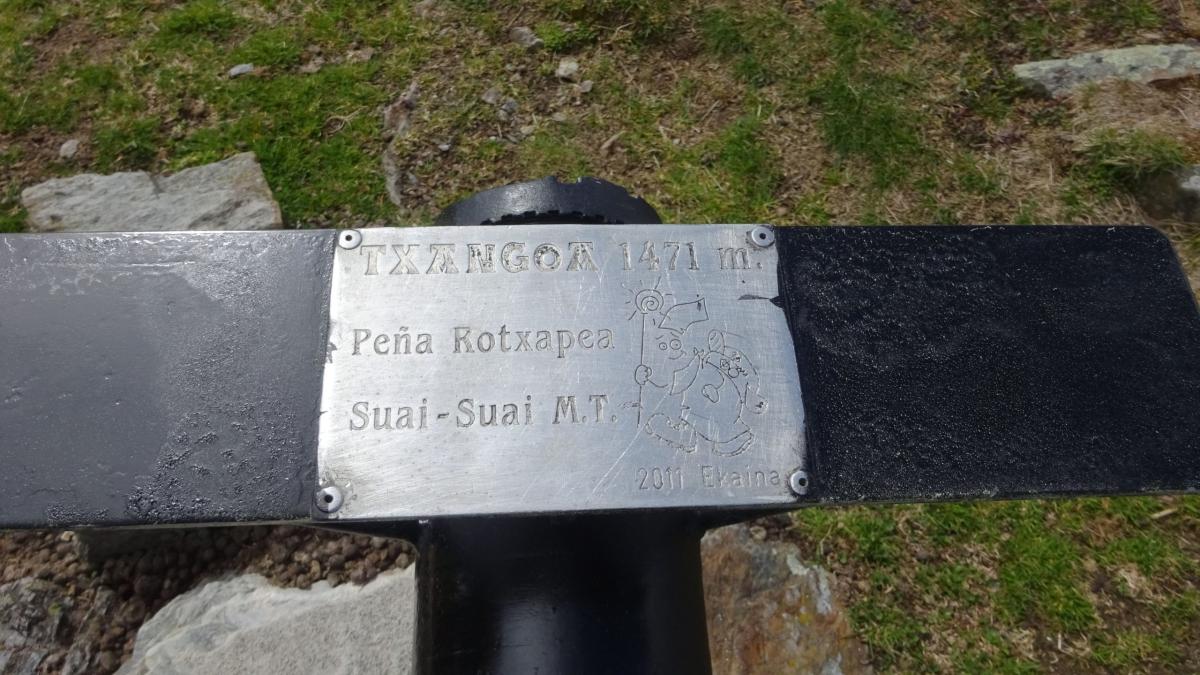 TXANGOA 1471 m.
Peña Rotxapea
Suai-Suai M.T.
2011 Ekaina